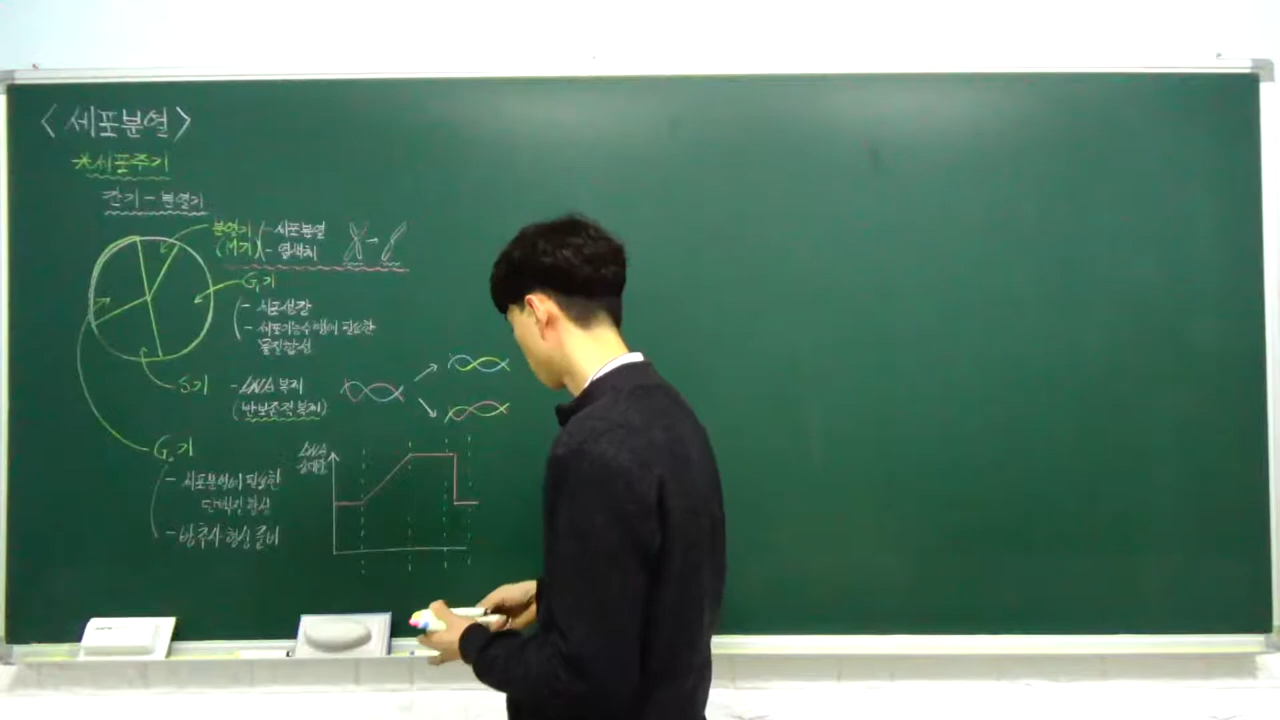 <세포분열>
*세포주기
간기 - 분열기
분열기 - 세포분열
(M기) - 염색체
G₁기
- 세포생장
- 세포기능수행에 필요한
물질합성
S기 - DNA 복제
(반보존적 복제)
G₂기
DNA
상대량
- 세포분열에 필요한
단백질 합성
- 방추사 형성 준비